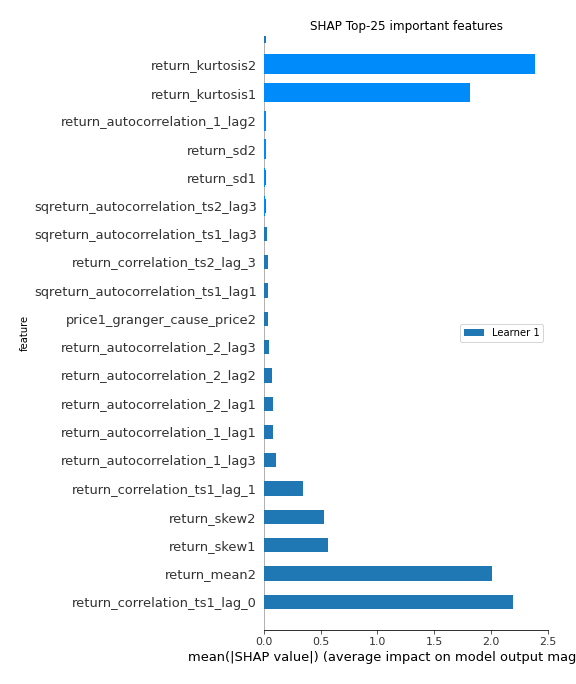 SHAP Top-25 important features
return_kurtosis2
return_kurtosis1
return_autocorrelation_1_lag2
return_sd2
return_sd1
sqreturn_autocorrelation_ts2_lag3
sqreturn_autocorrelation_ts1_lag3
return_correlation_ts2_lag_3
sqreturn_autocorrelation_ts1_lag1
price1_granger_cause_price2
return_autocorrelation_2_lag3
return_autocorrelation_2_lag2
return_autocorrelation_2_lag1
return_autocorrelation_1_lag1
return_autocorrelation_1_lag3
return_correlation_ts1_lag_1
return_skew2
return_skew1
return_mean2
return_correlation_ts1_lag_0
feature
Learner 1
0.0 0.5 1.0 1.5 2.0 2.5
mean(|SHAP value|) (average impact on model output mag